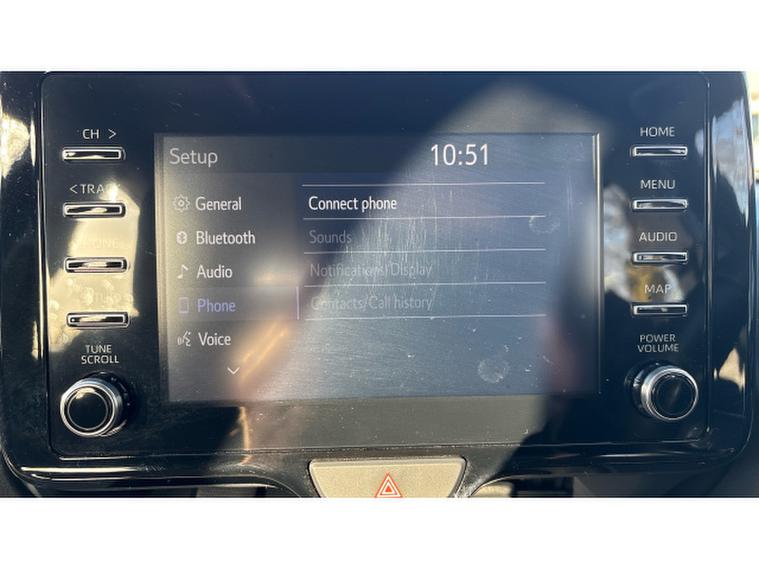 CH >
< TRACK
PHONE
TUNE
SCROLL
Setup
10:51
General
Bluetooth
Audio
Phone
Voice
Connect phone
Sounds
Notifications/Display
Contacts/Call history
HOME
MENU
AUDIO
MAP
POWER
VOLUME